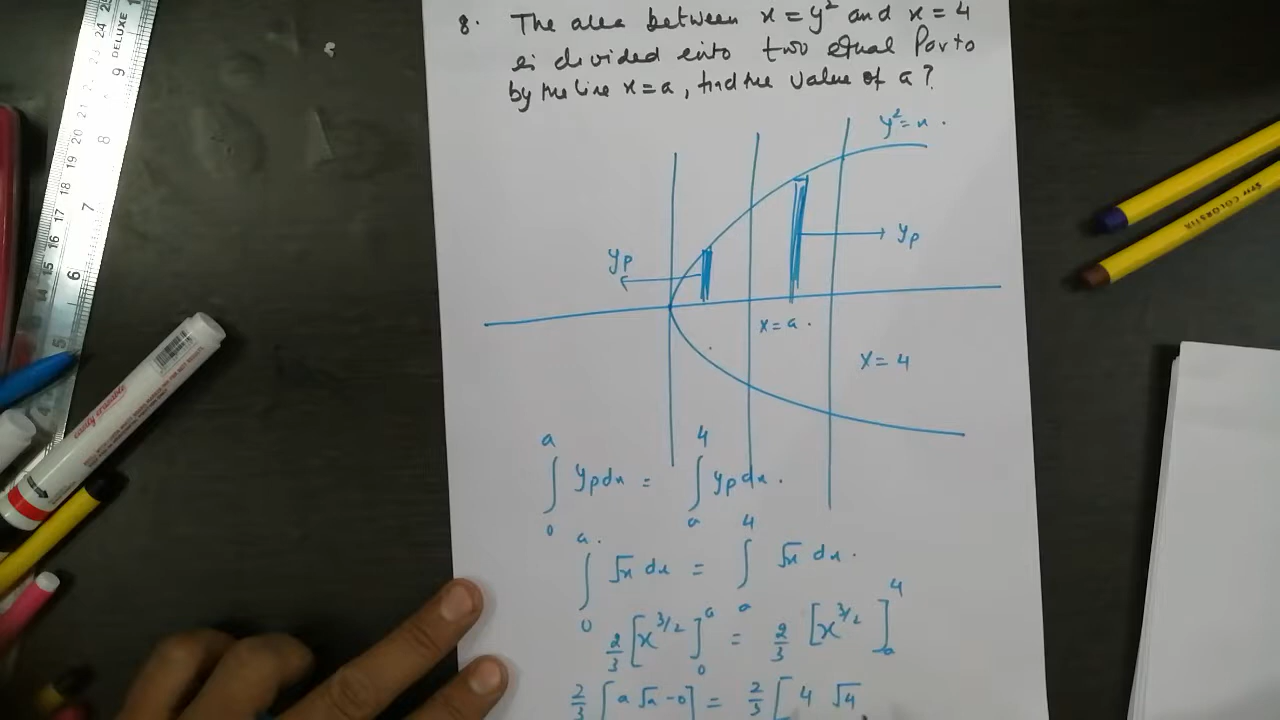 8. The area between x = y² and x = 4
is divided into two equal Parts
by the line x = a, find the value of a?
y² = x.
yp
yp
x = a.
x = 4
∫₀ᵃ yp dx = ∫ₐ⁴ yp dx.
∫₀ᵃ √x dx = ∫ₐ⁴ √x dx.
2/3 [x^3/2]₀ᵃ = 2/3 [x^3/2]ₐ⁴
2/3 [a √a - 0] = 2/3 [4 √4
DELUXE
COLORSTIX